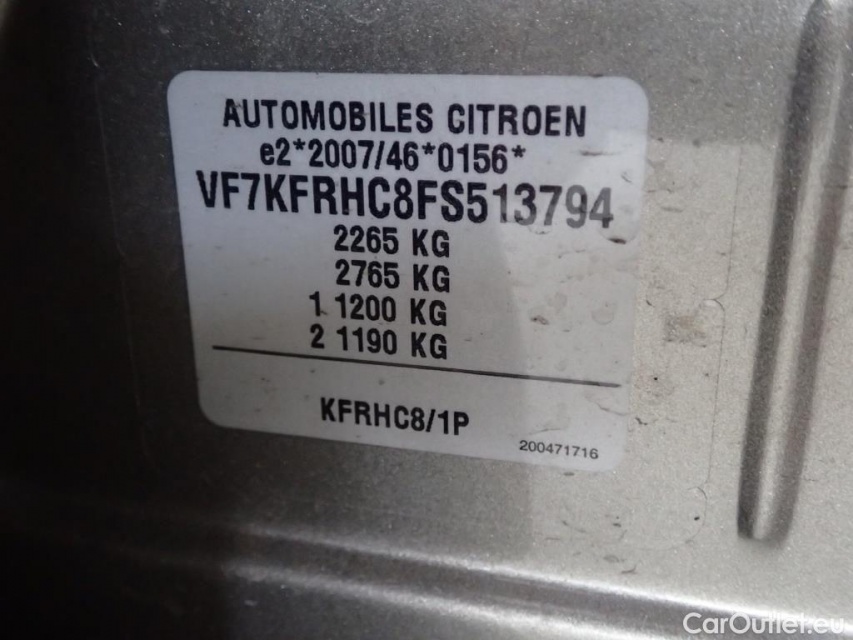 AUTOMOBILES CITROEN
e2*2007/46*0156*
VF7KFRHC8FS513794
2265 KG
2765 KG
1 1200 KG
2 1190 KG
KFRHC8/1P
200471716
CarOutlet.eu